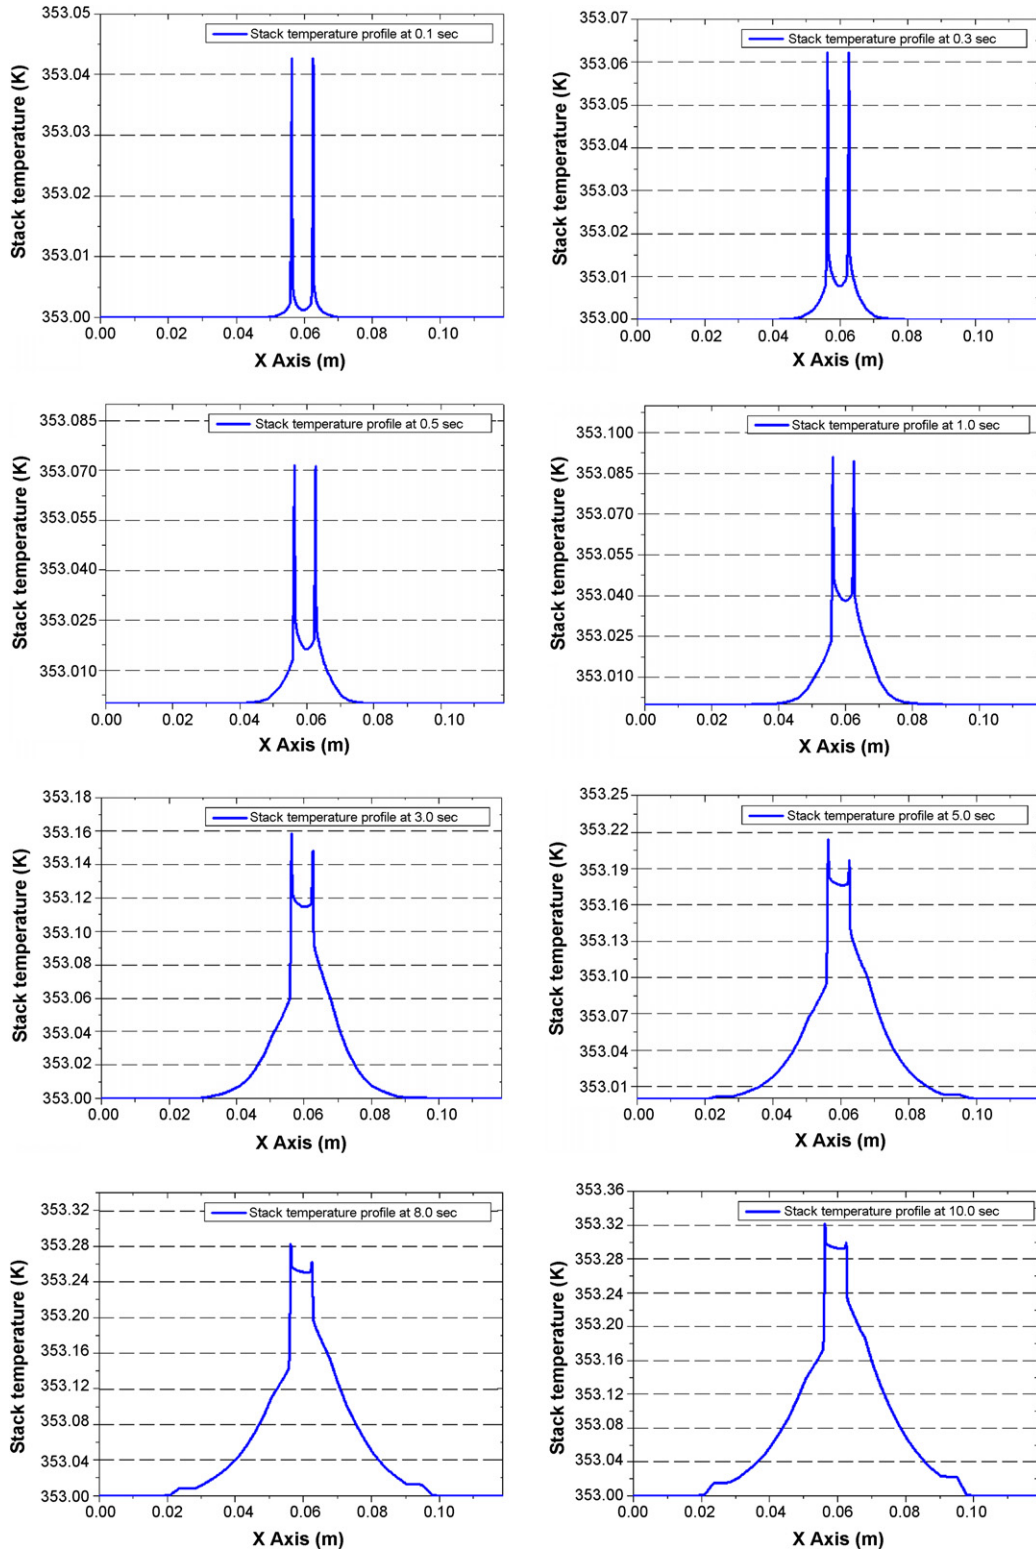 353.05
353.04
353.03
353.02
353.01
353.00
Stack temperature (K)
Stack temperature profile at 0.1 sec
0.00 0.02 0.04 0.06 0.08 0.10
X Axis (m)
353.07
353.06
353.05
353.04
353.03
353.02
353.01
353.00
Stack temperature (K)
Stack temperature profile at 0.3 sec
0.00 0.02 0.04 0.06 0.08 0.10
X Axis (m)
353.085
353.070
353.055
353.040
353.025
353.010
Stack temperature (K)
Stack temperature profile at 0.5 sec
0.00 0.02 0.04 0.06 0.08 0.10
X Axis (m)
353.100
353.085
353.070
353.055
353.040
353.025
353.010
Stack temperature (K)
Stack temperature profile at 1.0 sec
0.00 0.02 0.04 0.06 0.08 0.10
X Axis (m)
353.18
353.16
353.14
353.12
353.10
353.08
353.06
353.04
353.02
353.00
Stack temperature (K)
Stack temperature profile at 3.0 sec
0.00 0.02 0.04 0.06 0.08 0.10
X Axis (m)
353.25
353.22
353.19
353.16
353.13
353.10
353.07
353.04
353.01
Stack temperature (K)
Stack temperature profile at 5.0 sec
0.00 0.02 0.04 0.06 0.08 0.10
X Axis (m)
353.32
353.28
353.24
353.20
353.16
353.12
353.08
353.04
353.00
Stack temperature (K)
Stack temperature profile at 8.0 sec
0.00 0.02 0.04 0.06 0.08 0.10
X Axis (m)
353.36
353.32
353.28
353.24
353.20
353.16
353.12
353.08
353.04
353.00
Stack temperature (K)
Stack temperature profile at 10.0 sec
0.00 0.02 0.04 0.06 0.08 0.10
X Axis (m)